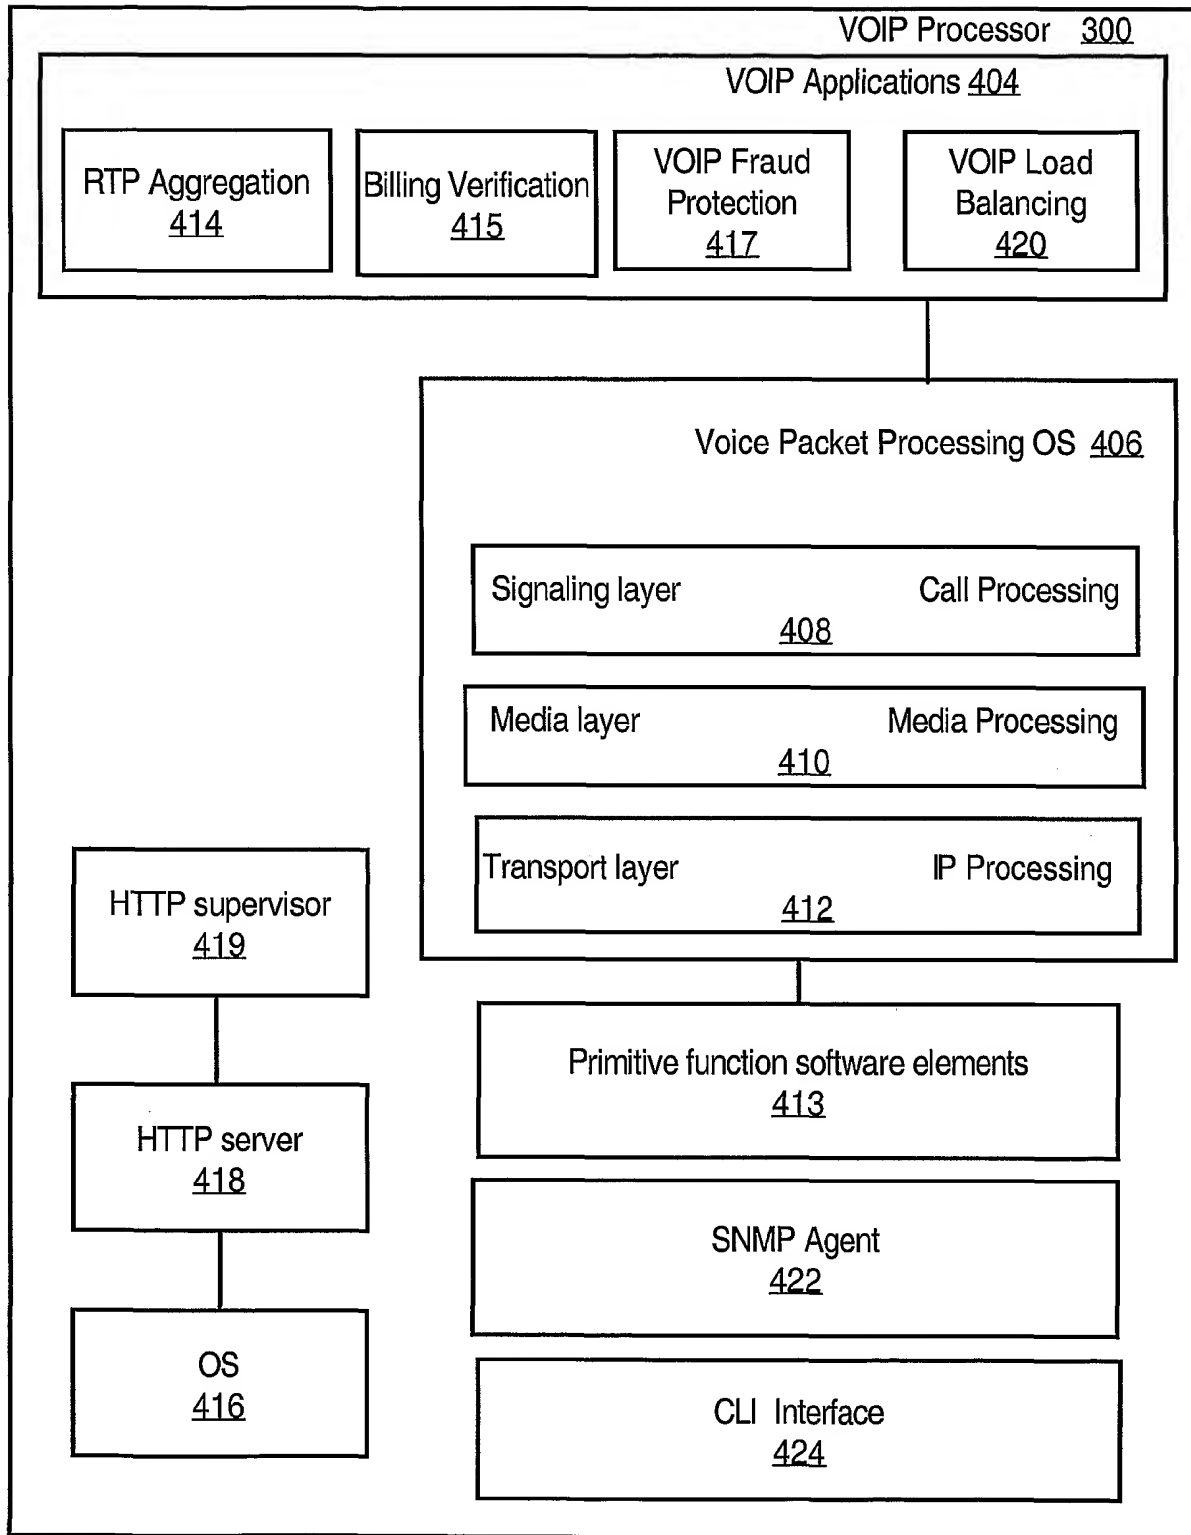 VOIP Processor 300
VOIP Applications 404
RTP Aggregation
414
Billing Verification
415
VOIP Fraud
Protection
417
VOIP Load
Balancing
420
Voice Packet Processing OS 406
Signaling layer Call Processing
408
Media layer Media Processing
410
Transport layer IP Processing
412
HTTP supervisor
419
HTTP server
418
OS
416
Primitive function software elements
413
SNMP Agent
422
CLI Interface
424